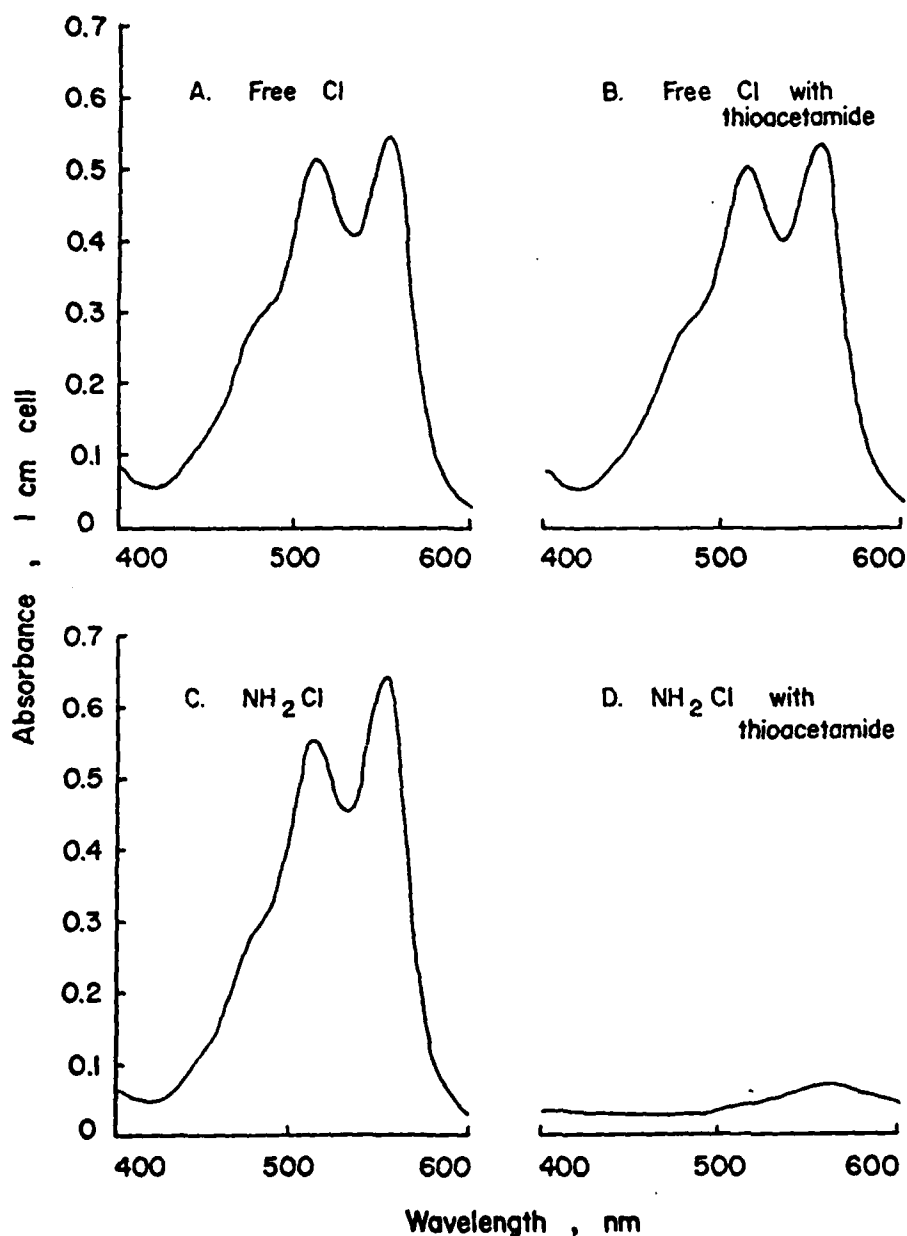 0.7
0.6
0.5
0.4
0.3
0.2
0.1
0
A. Free Cl
400 500 600
B. Free Cl with
thioacetamide
400 500 600
Absorbance , 1 cm cell
0.7
0.6
0.5
0.4
0.3
0.2
0.1
0
C. NH2Cl
400 500 600
D. NH2Cl with
thioacetamide
400 500 600
Wavelength , nm